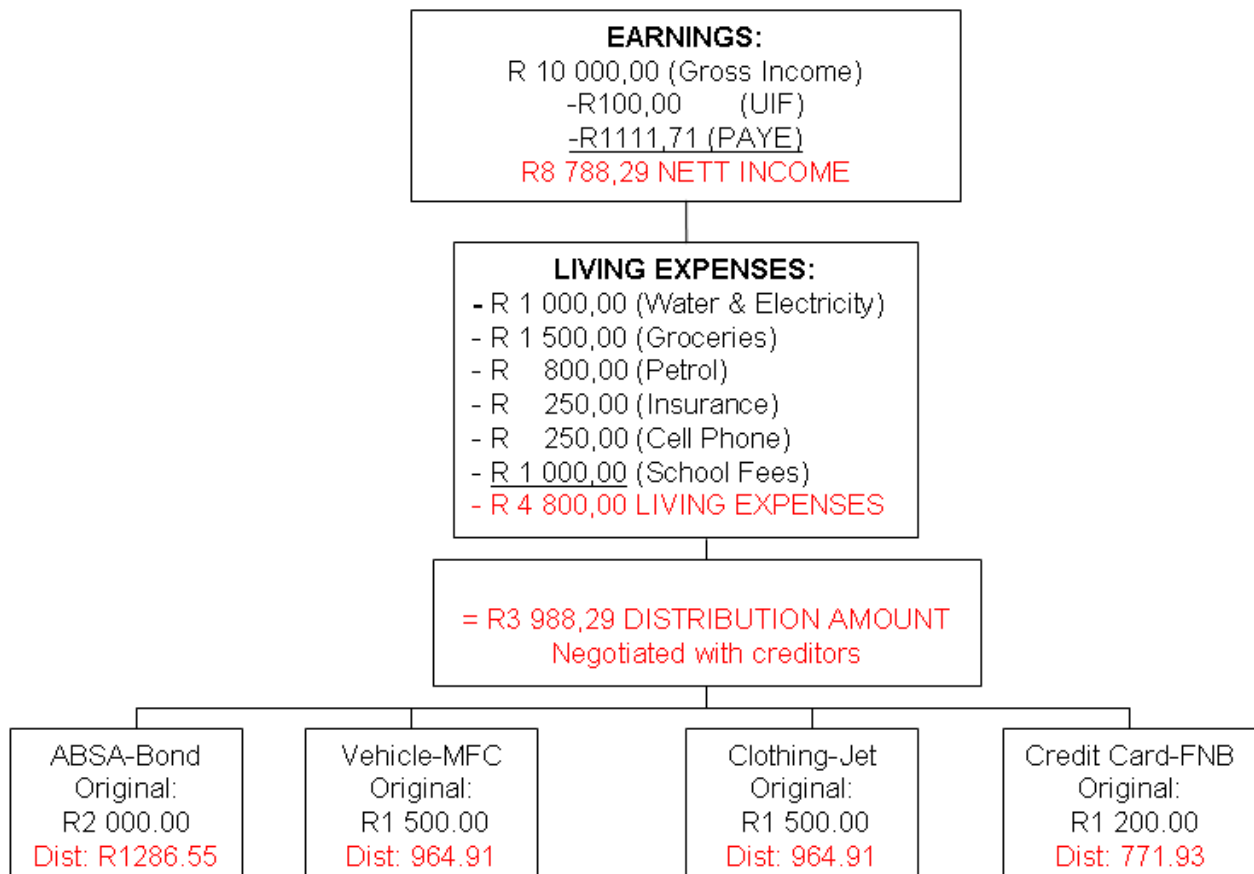 EARNINGS:
R 10 000,00 (Gross Income)
-R100,00 (UIF)
-R1111,71 (PAYE)
R8 788,29 NETT INCOME
LIVING EXPENSES:
- R 1 000,00 (Water & Electricity)
- R 1 500,00 (Groceries)
- R 800,00 (Petrol)
- R 250,00 (Insurance)
- R 250,00 (Cell Phone)
- R 1 000,00 (School Fees)
- R 4 800,00 LIVING EXPENSES
= R3 988,29 DISTRIBUTION AMOUNT
Negotiated with creditors
ABSA-Bond
Original:
R2 000.00
Dist: R1286.55
Vehicle-MFC
Original:
R1 500.00
Dist: 964.91
Clothing-Jet
Original:
R1 500.00
Dist: 964.91
Credit Card-FNB
Original:
R1 200.00
Dist: 771.93